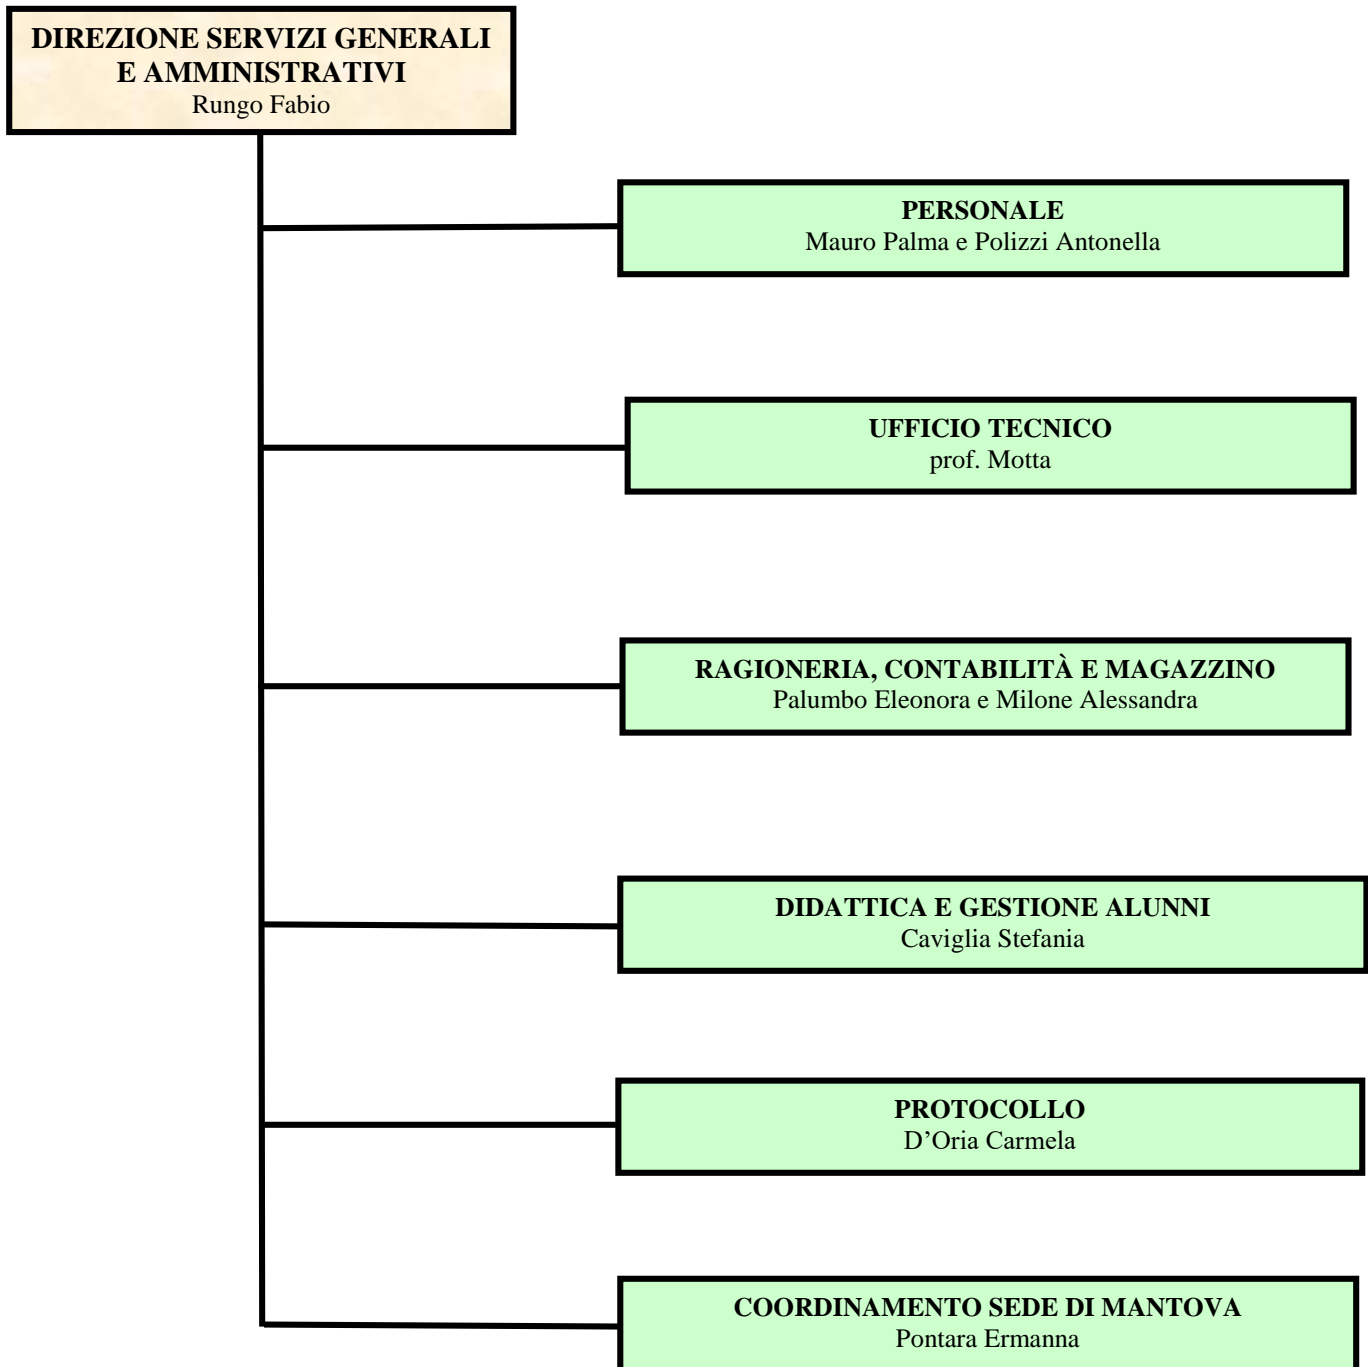 DIREZIONE SERVIZI GENERALI
E AMMINISTRATIVI
Rungo Fabio
PERSONALE
Mauro Palma e Polizzi Antonella
UFFICIO TECNICO
prof. Motta
RAGIONERIA, CONTABILITÀ E MAGAZZINO
Palumbo Eleonora e Milone Alessandra
DIDATTICA E GESTIONE ALUNNI
Caviglia Stefania
PROTOCOLLO
D’Oria Carmela
COORDINAMENTO SEDE DI MANTOVA
Pontara Ermanna